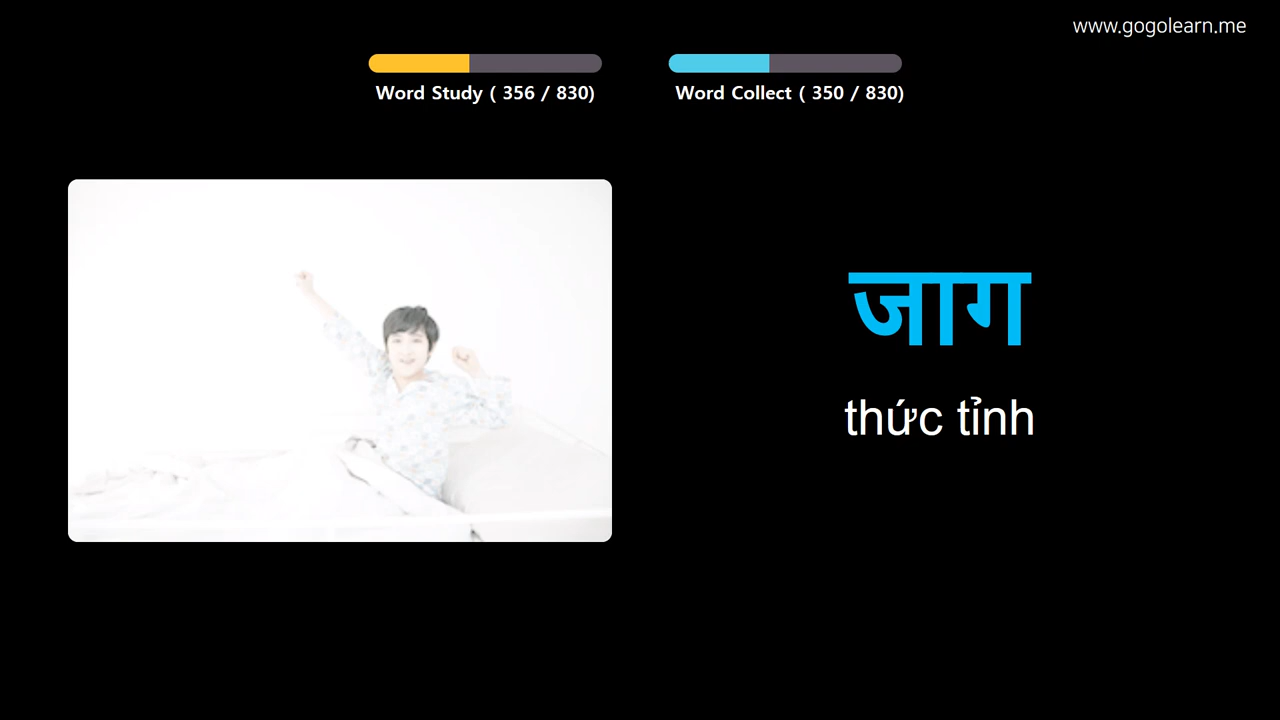 www.gogolearn.me
Word Study ( 356 / 830)
Word Collect ( 350 / 830)
जाग
thức tỉnh